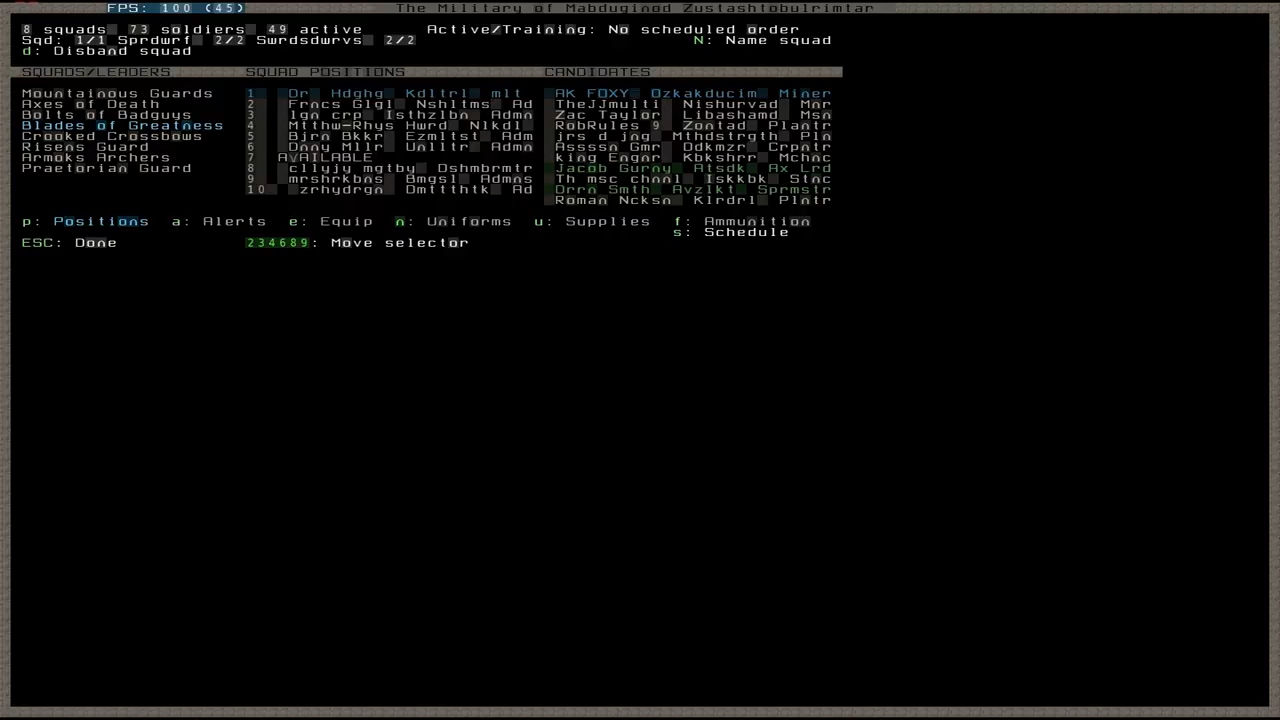 FPS: 100 (45) The Military of Mabduginod Zustashtobulrimtar
8 squads 73 soldiers 49 active Active/Training: No scheduled order
Sqd: 1/1 Sprdwrf 2/2 Swrdsdwrvs 2/2 N: Name squad
d: Disband squad
SQUADS/LEADERS SQUAD POSITIONS CANDIDATES
Mountainous Guards 1 Dr Hdghg Kdltrl mlt AK FOXY Ozkakducim Miner
Axes of Death 2 Frncs Glgl Nshltms Ad TheJJmulti Nishurvad Mar
Bolts of Badguys 3 lgn crp Isthzlbn Admn Zac Taylor Libashamd Msn
Blades of Greatness 4 Mtthw-Rhys Hwrd Nlkdl RobRules 9 Zontad Plantr
Crooked Crossbows 5 Bjrn Bkkr Ezmltst Adm jrs d jng Mthdstrgth Pln
Risens Guard 6 Dny Mllr Unlltr Admn Assssn Gmr Odkmzr Crpntr
Armoks Archers 7 AVAILABLE king Engnr Kbkshrr Mchnc
Praetorian Guard 8 cllyjy mgtby Dshmbrmtr Jacob Gurny Atsdk Ax Lrd
9 mrshrkbns Bmgsl Admns Th msc chnnl Iskkbk Stnc
10 zrhydrgn Dmttthtk Ad Orrn Smth Avzlkt Sprmstr
Roman Ncksn Klrdrl Plntr
p: Positions a: Alerts e: Equip n: Uniforms u: Supplies f: Ammunition
s: Schedule
ESC: Done 234689: Move selector